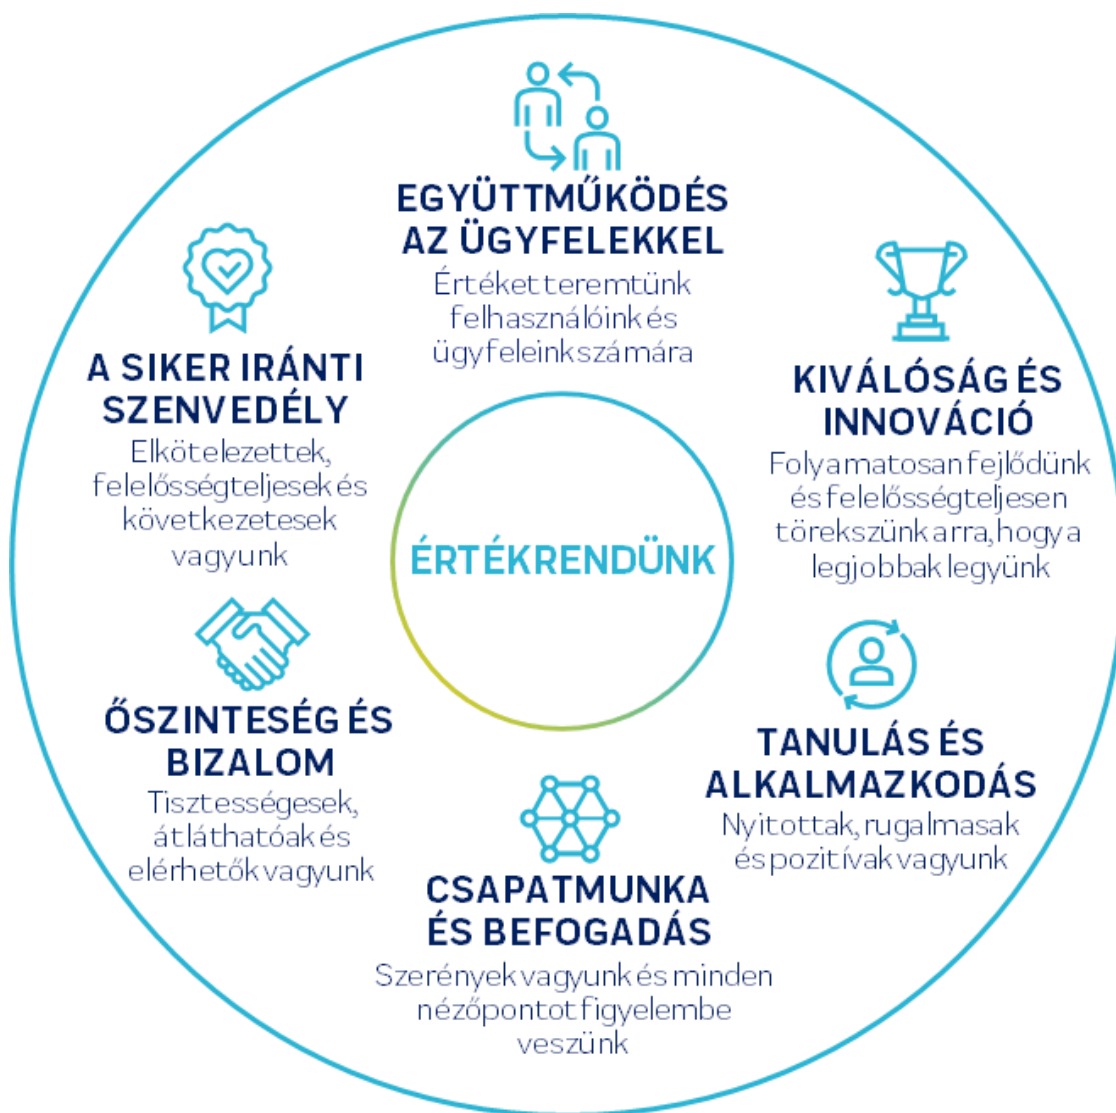 EGYÜTTMŰKÖDÉS
AZ ÜGYFELEKKEL
Értéket teremtünk
felhasználóink és
ügyfeleink számára
KIVÁLÓSÁG ÉS
INNOVÁCIÓ
Folyamatosan fejlődünk
és felelősségteljesen
törekszünk arra, hogy a
legjobbak legyünk
TANULÁS ÉS
ALKALMAZKODÁS
Nyitottak, rugalmasak
és pozitívak vagyunk
CSAPATMUNKA
ÉS BEFOGADÁS
Szerények vagyunk és minden
nézőpontot figyelembe
veszünk
ŐSZINTESÉG ÉS
BIZALOM
Tisztességesek,
átláthatóak és
elérhetők vagyunk
A SIKER IRÁNTI
SZENVEDÉLY
Elkötelezettek,
felelősségteljesek és
következetesek
vagyunk
ÉRTÉKRENDÜNK